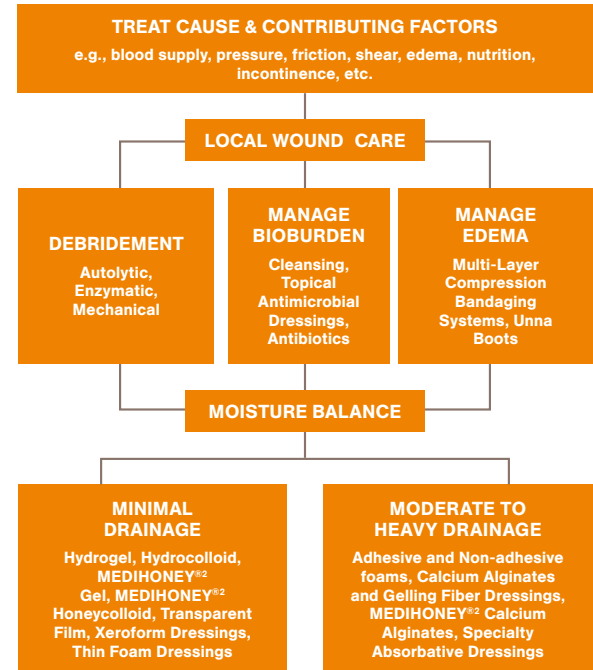 TREAT CAUSE & CONTRIBUTING FACTORS
e.g., blood supply, pressure, friction, shear, edema, nutrition,
incontinence, etc.
LOCAL WOUND CARE
DEBRIDEMENT
Autolytic,
Enzymatic,
Mechanical
MANAGE
BIOBURDEN
Cleansing,
Topical
Antimicrobial
Dressings,
Antibiotics
MANAGE
EDEMA
Multi-Layer
Compression
Bandaging
Systems, Unna
Boots
MOISTURE BALANCE
MINIMAL
DRAINAGE
Hydrogel, Hydrocolloid,
MEDIHONEY®²
Gel, MEDIHONEY®²
Honeycolloid, Transparent
Film, Xeroform Dressings,
Thin Foam Dressings
MODERATE TO
HEAVY DRAINAGE
Adhesive and Non-adhesive
foams, Calcium Alginates
and Gelling Fiber Dressings,
MEDIHONEY®² Calcium
Alginates, Specialty
Absorbative Dressings